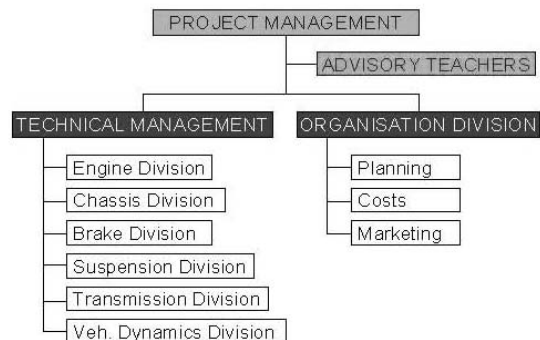 PROJECT MANAGEMENT
ADVISORY TEACHERS
TECHNICAL MANAGEMENT
ORGANISATION DIVISION
Engine Division
Chassis Division
Brake Division
Suspension Division
Transmission Division
Veh. Dynamics Division
Planning
Costs
Marketing